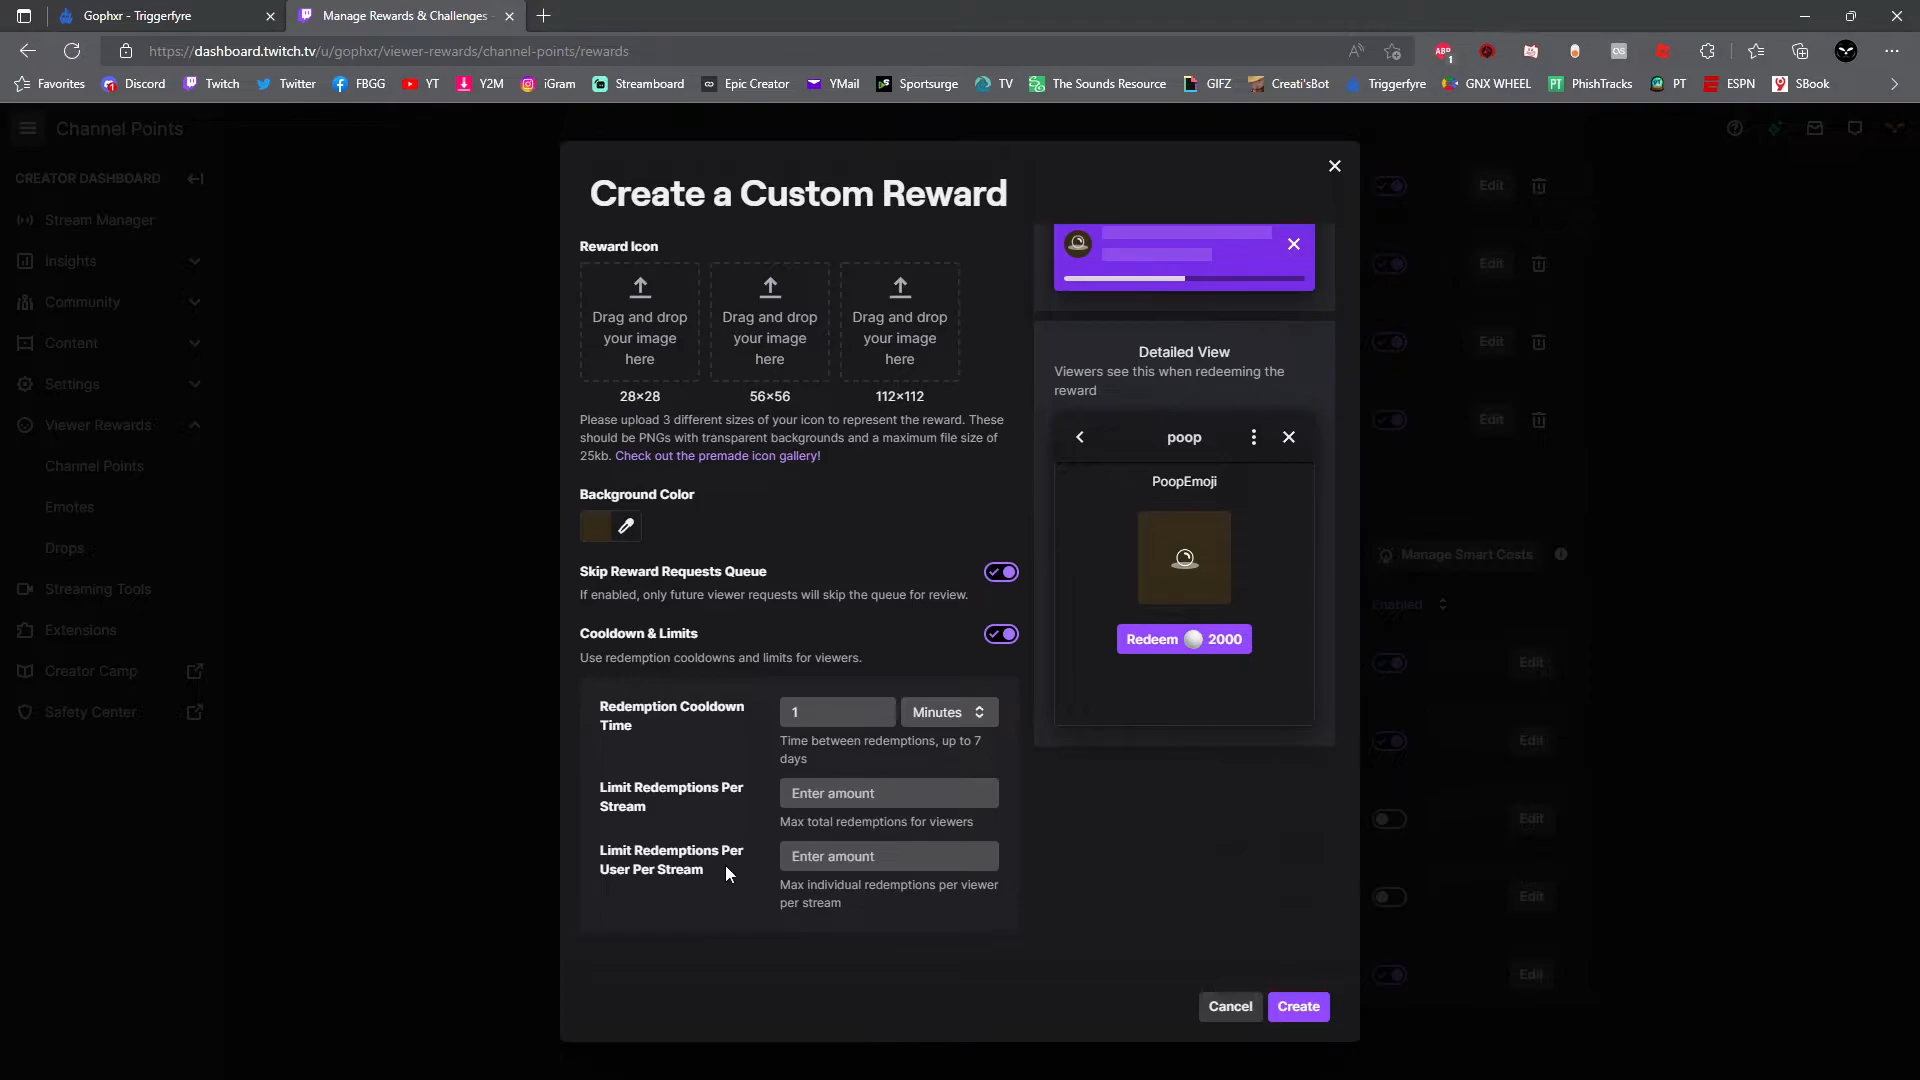 Gophxr - Triggerfyre
Manage Rewards & Challenges
https://dashboard.twitch.tv/u/gophxr/viewer-rewards/channel-points/rewards
Favorites Discord Twitch Twitter FBGG YT Y2M iGram Streamboard Epic Creator YMail Sportsurge TV The Sounds Resource GIFZ Creati'sBot Triggerfyre GNX WHEEL PT PhishTracks PT ESPN SBook
Channel Points
CREATOR DASHBOARD
Stream Manager
Insights
Community
Content
Settings
Viewer Rewards
Channel Points
Emotes
Drops
Streaming Tools
Extensions
Creator Camp
Safety Center
Create a Custom Reward
Reward Icon
Drag and drop your image here
Drag and drop your image here
Drag and drop your image here
28×28
56×56
112×112
Please upload 3 different sizes of your icon to represent the reward. These
should be PNGs with transparent backgrounds and a maximum file size of
25kb. Check out the premade icon gallery!
Background Color
Skip Reward Requests Queue
If enabled, only future viewer requests will skip the queue for review.
Cooldown & Limits
Use redemption cooldowns and limits for viewers.
Redemption Cooldown
Time
1
Minutes
Time between redemptions, up to 7
days
Limit Redemptions Per
Stream
Enter amount
Max total redemptions for viewers
Limit Redemptions Per
User Per Stream
Enter amount
Max individual redemptions per viewer
per stream
Detailed View
Viewers see this when redeeming the
reward
poop
PoopEmoji
Redeem 2000
Cancel
Create
Edit
Edit
Edit
Edit
Manage Smart Costs
Enabled
Edit
Edit
Edit
Edit
Edit